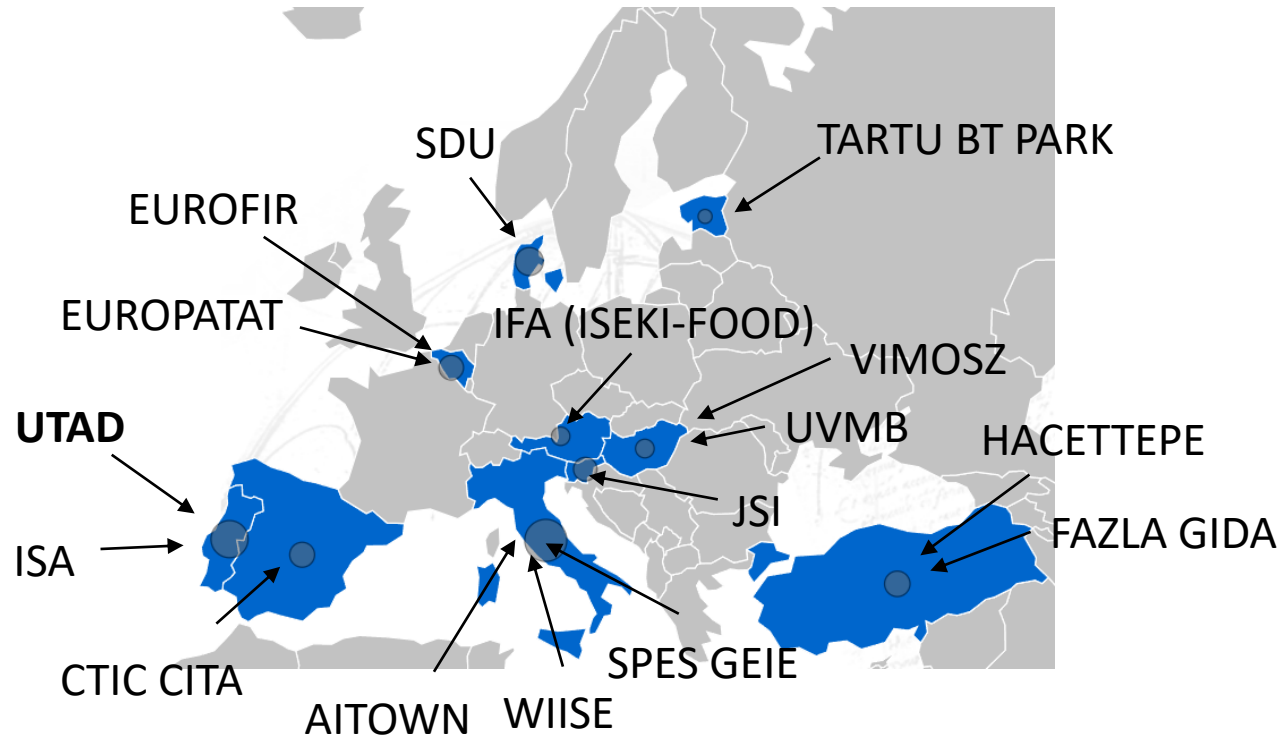 SDU
TARTU BT PARK
EUROFIR
EUROPATAT
IFA (ISEKI-FOOD)
VIMOSZ
UTAD
UVMB
HACETTEPE
JSI
FAZLA GIDA
ISA
CTIC CITA
SPES GEIE
AITOWN
WIISE